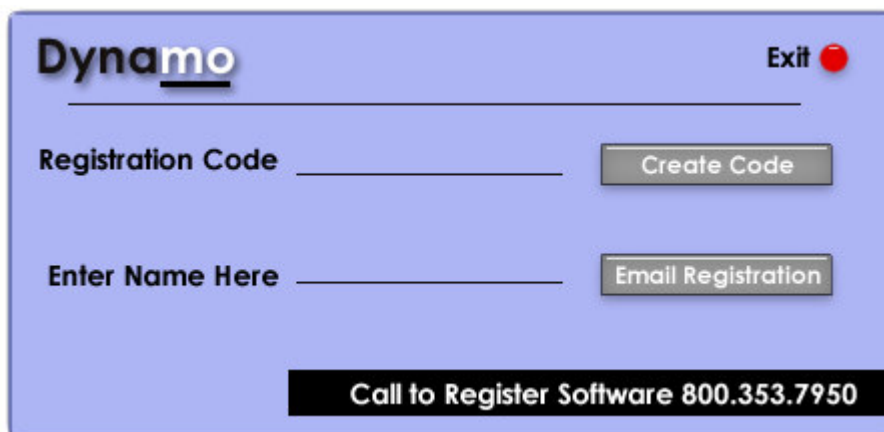 Dynamo
Exit
Registration Code
Create Code
Enter Name Here
Email Registration
Call to Register Software 800.353.7950